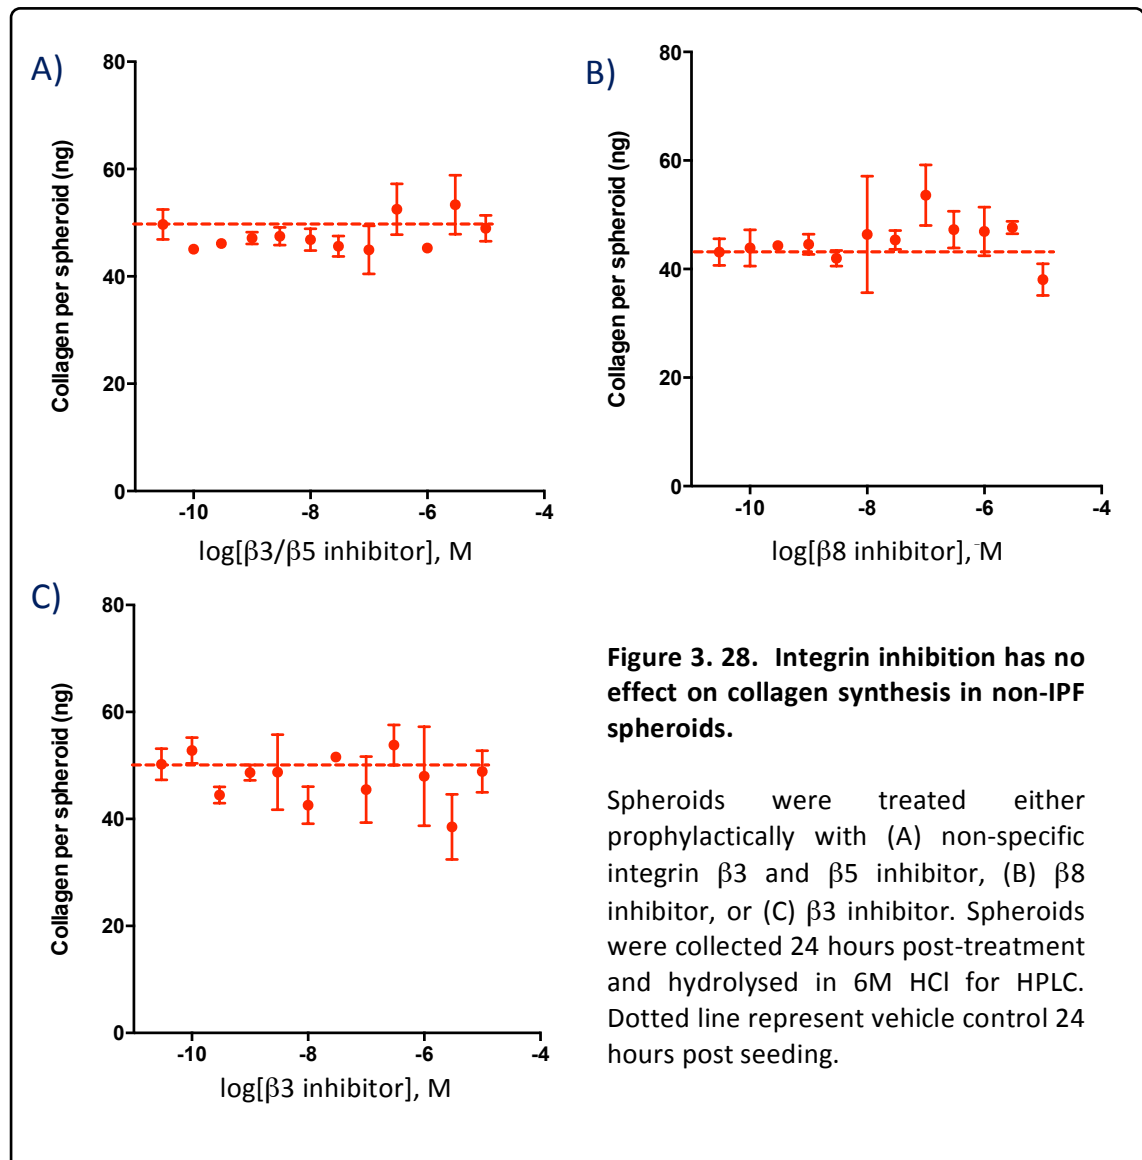 A)
80
60
40
20
0
Collagen per spheroid (ng)
-10 -8 -6 -4
log[β3/β5 inhibitor], M
B)
80
60
40
20
0
Collagen per spheroid (ng)
-10 -8 -6 -4
log[β8 inhibitor], M
C)
80
60
40
20
0
Collagen per spheroid (ng)
-10 -8 -6 -4
log[β3 inhibitor], M
Figure 3. 28. Integrin inhibition has no
effect on collagen synthesis in non-IPF
spheroids.
Spheroids were treated either
prophylactically with (A) non-specific
integrin β3 and β5 inhibitor, (B) β8
inhibitor, or (C) β3 inhibitor. Spheroids
were collected 24 hours post-treatment
and hydrolysed in 6M HCl for HPLC.
Dotted line represent vehicle control 24
hours post seeding.